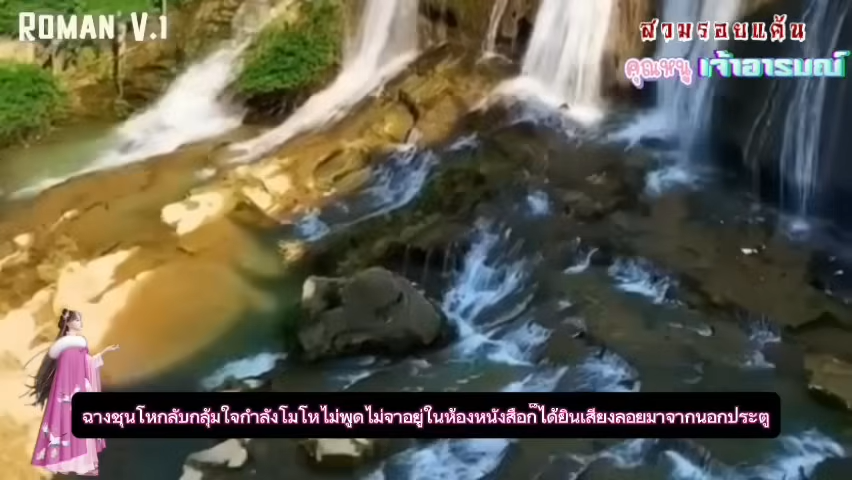 ROMAN V.1
สวมรอยแค้น
คุณหนู เจ้าอารมณ์
ฉางชุนโหกลับกลุ้มใจกำลังโมโหไม่พูดไม่จาอยู่ในห้องหนังสือก็ได้ยินเสียงลอยมาจากนอกประตู